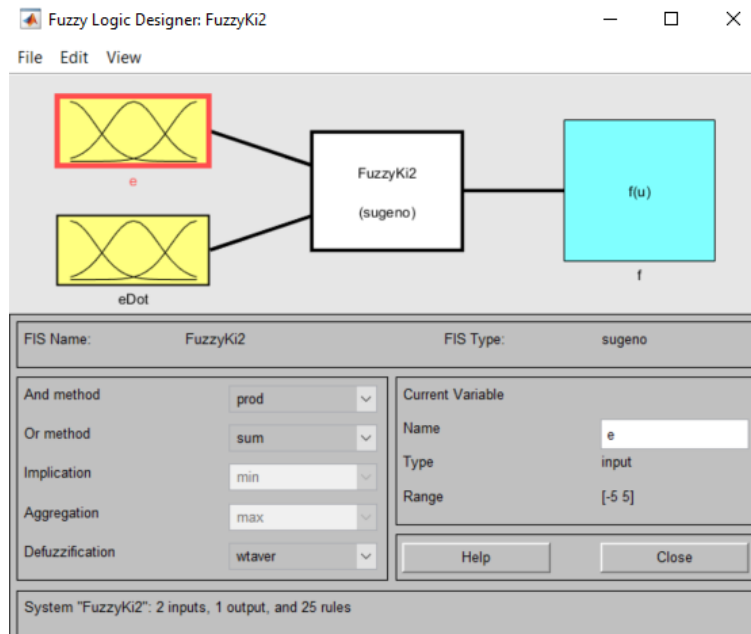 Fuzzy Logic Designer: FuzzyKi2
File Edit View
e
eDot
FuzzyKi2
(sugeno)
f(u)
f
FIS Name: FuzzyKi2 FIS Type: sugeno
And method prod
Or method sum
Implication min
Aggregation max
Defuzzification wtaver
Current Variable
Name e
Type input
Range [-5 5]
Help Close
System "FuzzyKi2": 2 inputs, 1 output, and 25 rules